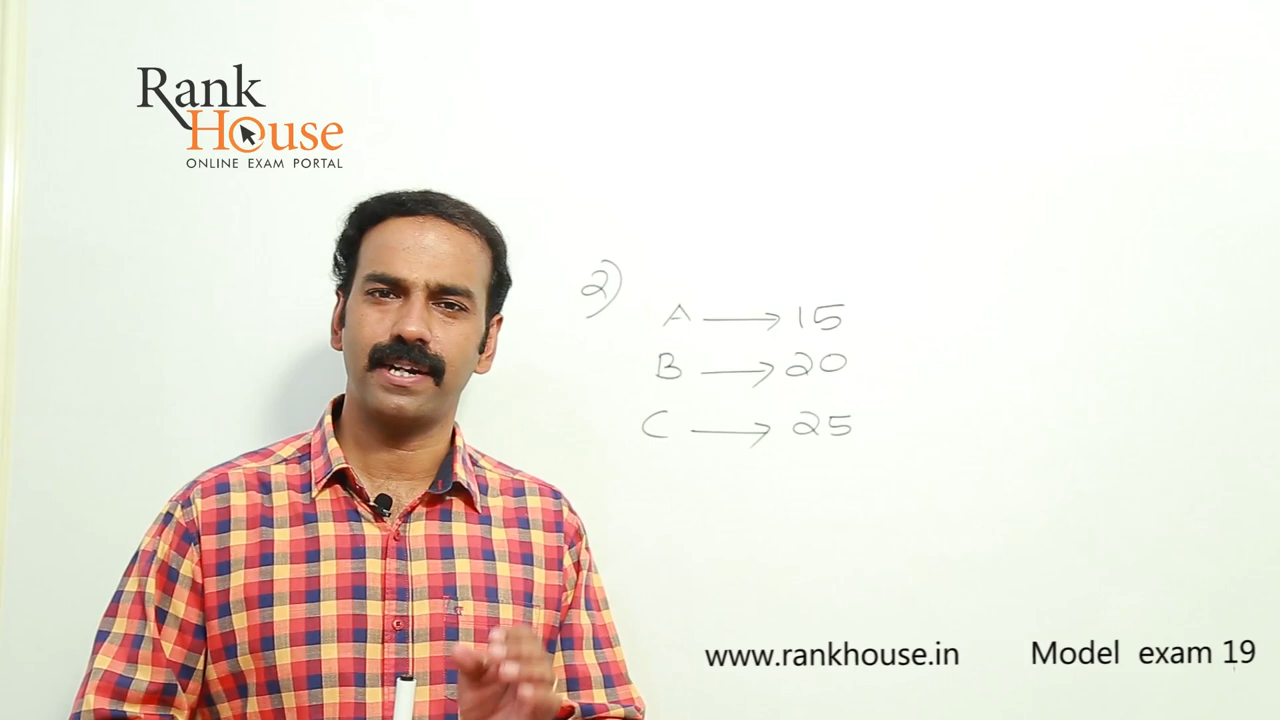 Rank
House
ONLINE EXAM PORTAL
2)
A → 15
B → 20
C → 25
www.rankhouse.in Model exam 19